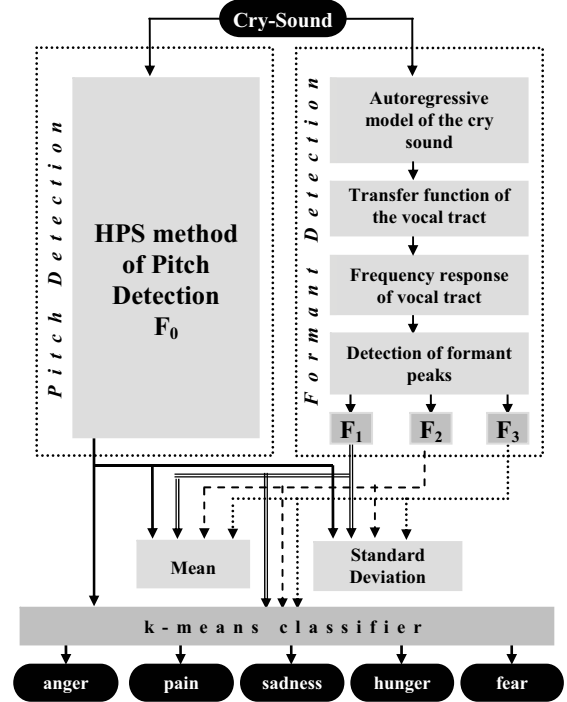 Cry-Sound
Pitch Detection
HPS method
of Pitch
Detection
F₀
Formant Detection
Autoregressive
model of the cry
sound
Transfer function of
the vocal tract
Frequency response
of vocal tract
Detection of formant
peaks
F₁
F₂
F₃
Mean
Standard
Deviation
k-means classifier
anger
pain
sadness
hunger
fear